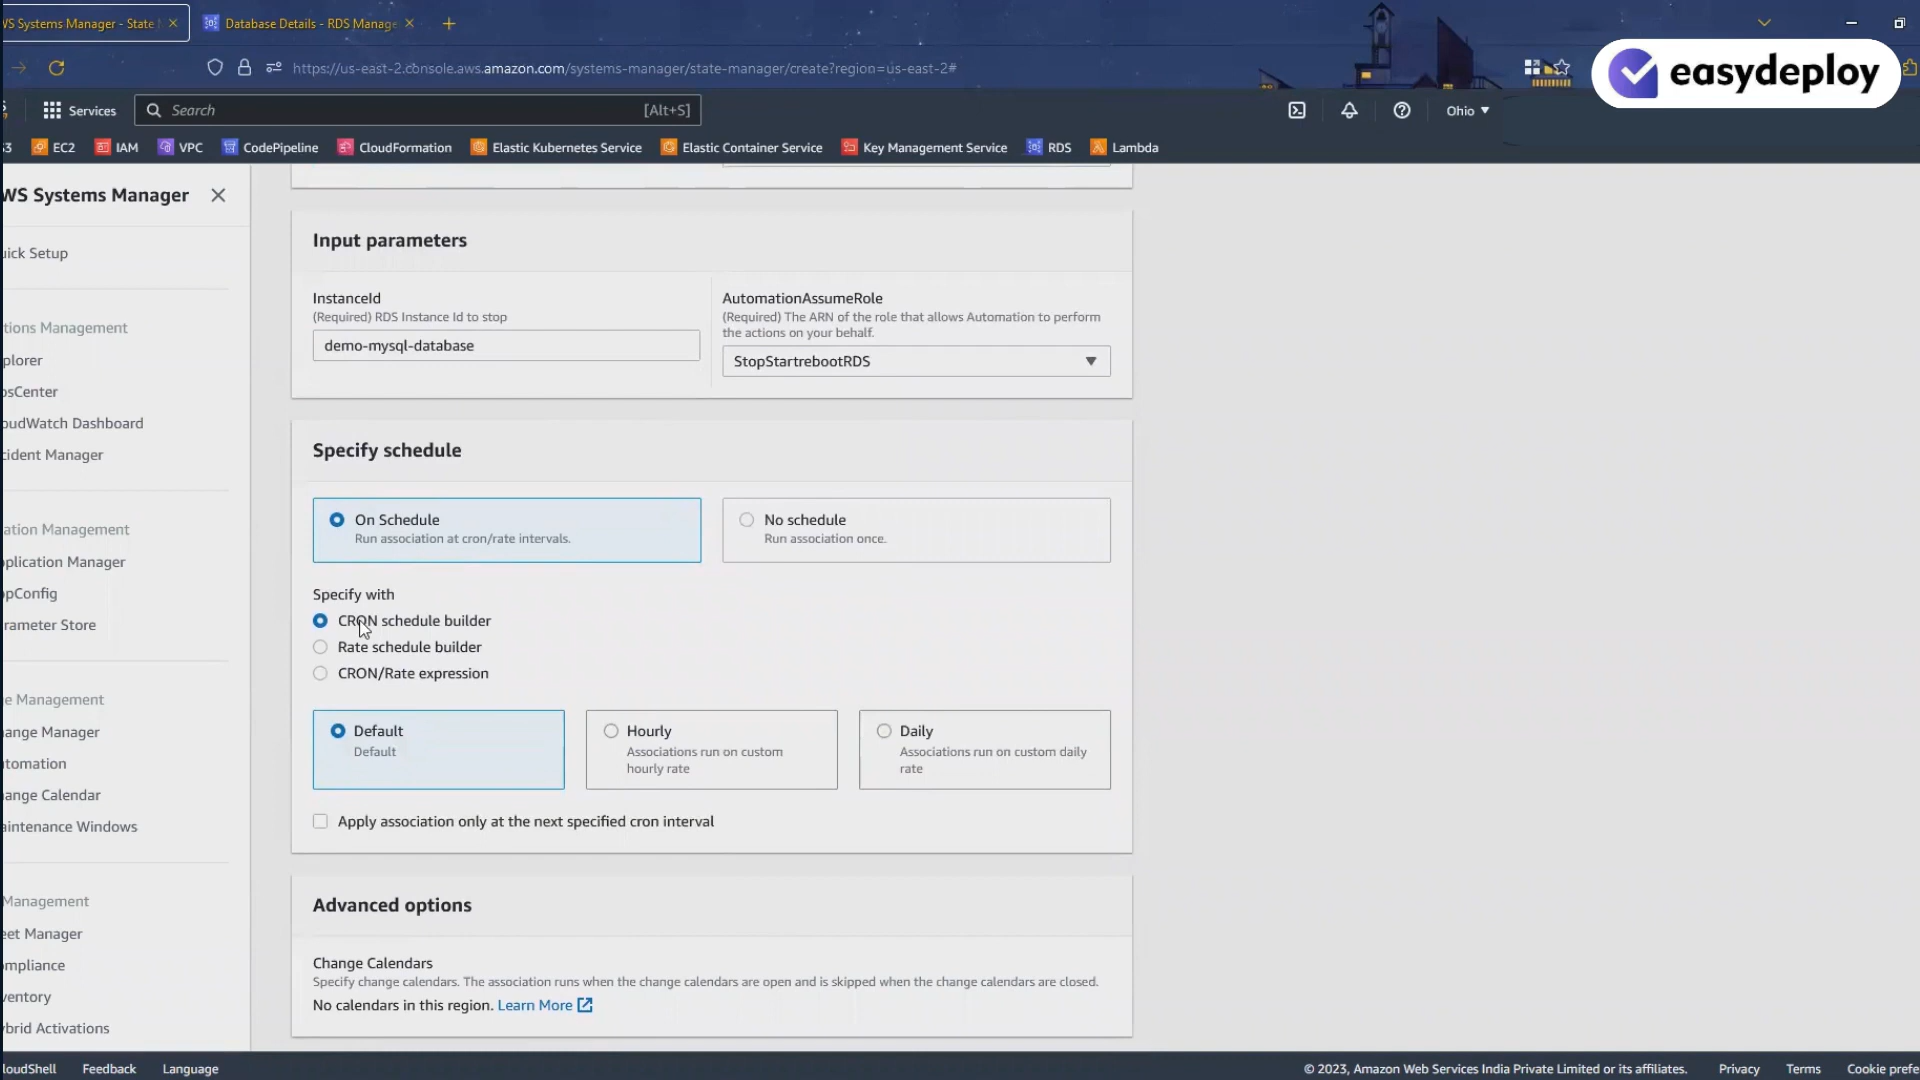 WS Systems Manager - State
Database Details - RDS Manage
https://us-east-2.console.aws.amazon.com/systems-manager/state-manager/create?region=us-east-2#
easydeploy
Services
Search
[Alt+S]
Ohio
S3
EC2
IAM
VPC
CodePipeline
CloudFormation
Elastic Kubernetes Service
Elastic Container Service
Key Management Service
RDS
Lambda
WS Systems Manager
uick Setup
tions Management
plorer
psCenter
oudWatch Dashboard
cident Manager
ation Management
pplication Manager
ppConfig
rameter Store
e Management
ange Manager
tomation
ange Calendar
aintenance Windows
Management
eet Manager
ompliance
ventory
ybrid Activations
Input parameters
InstanceId
(Required) RDS Instance Id to stop
demo-mysql-database
AutomationAssumeRole
(Required) The ARN of the role that allows Automation to perform
the actions on your behalf.
StopStartrebootRDS
Specify schedule
On Schedule
Run association at cron/rate intervals.
No schedule
Run association once.
Specify with
CRON schedule builder
Rate schedule builder
CRON/Rate expression
Default
Default
Hourly
Associations run on custom
hourly rate
Daily
Associations run on custom daily
rate
Apply association only at the next specified cron interval
Advanced options
Change Calendars
Specify change calendars. The association runs when the change calendars are open and is skipped when the change calendars are closed.
No calendars in this region. Learn More
loudShell
Feedback
Language
© 2023, Amazon Web Services India Private Limited or its affiliates.
Privacy
Terms
Cookie prefe